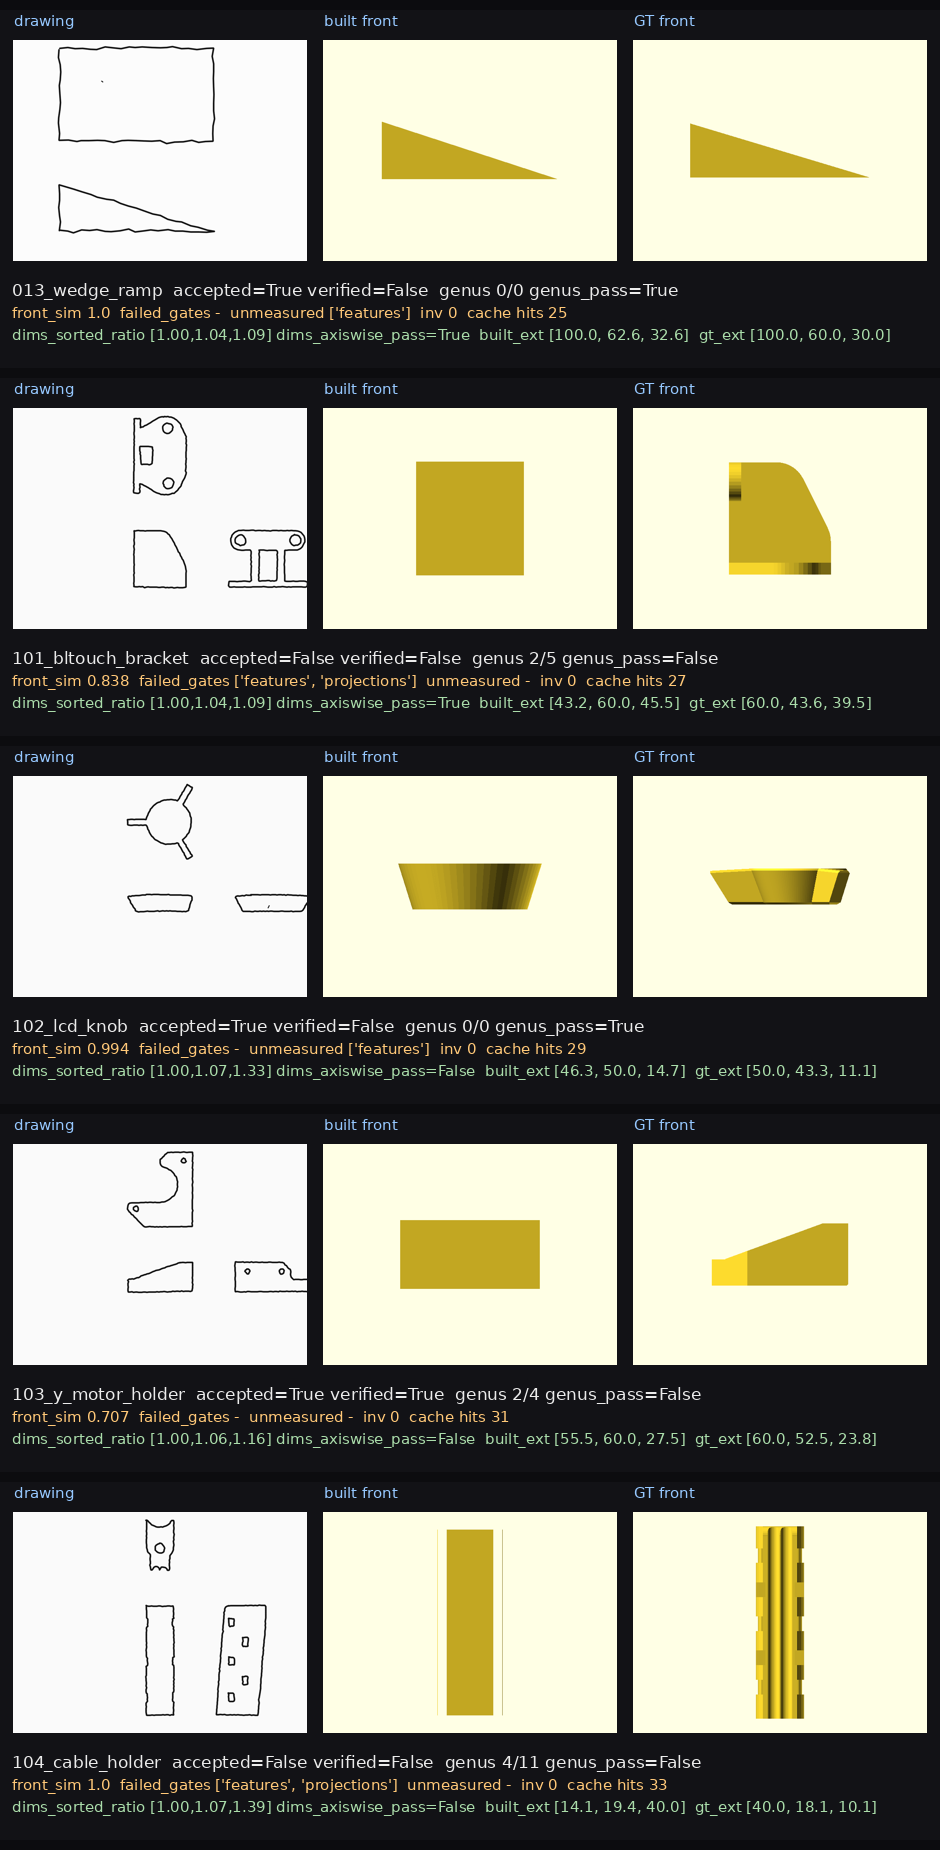 drawing built front GT front
013_wedge_ramp accepted=True verified=False genus 0/0 genus_pass=True
front_sim 1.0 failed_gates - unmeasured ['features'] inv 0 cache hits 25
dims_sorted_ratio [1.00,1.04,1.09] dims_axiswise_pass=True built_ext [100.0, 62.6, 32.6] gt_ext [100.0, 60.0, 30.0]
drawing built front GT front
101_bltouch_bracket accepted=False verified=False genus 2/5 genus_pass=False
front_sim 0.838 failed_gates ['features', 'projections'] unmeasured - inv 0 cache hits 27
dims_sorted_ratio [1.00,1.04,1.09] dims_axiswise_pass=True built_ext [43.2, 60.0, 45.5] gt_ext [60.0, 43.6, 39.5]
drawing built front GT front
102_lcd_knob accepted=True verified=False genus 0/0 genus_pass=True
front_sim 0.994 failed_gates - unmeasured ['features'] inv 0 cache hits 29
dims_sorted_ratio [1.00,1.07,1.33] dims_axiswise_pass=False built_ext [46.3, 50.0, 14.7] gt_ext [50.0, 43.3, 11.1]
drawing built front GT front
103_y_motor_holder accepted=True verified=True genus 2/4 genus_pass=False
front_sim 0.707 failed_gates - unmeasured - inv 0 cache hits 31
dims_sorted_ratio [1.00,1.06,1.16] dims_axiswise_pass=False built_ext [55.5, 60.0, 27.5] gt_ext [60.0, 52.5, 23.8]
drawing built front GT front
104_cable_holder accepted=False verified=False genus 4/11 genus_pass=False
front_sim 1.0 failed_gates ['features', 'projections'] unmeasured - inv 0 cache hits 33
dims_sorted_ratio [1.00,1.07,1.39] dims_axiswise_pass=False built_ext [14.1, 19.4, 40.0] gt_ext [40.0, 18.1, 10.1]